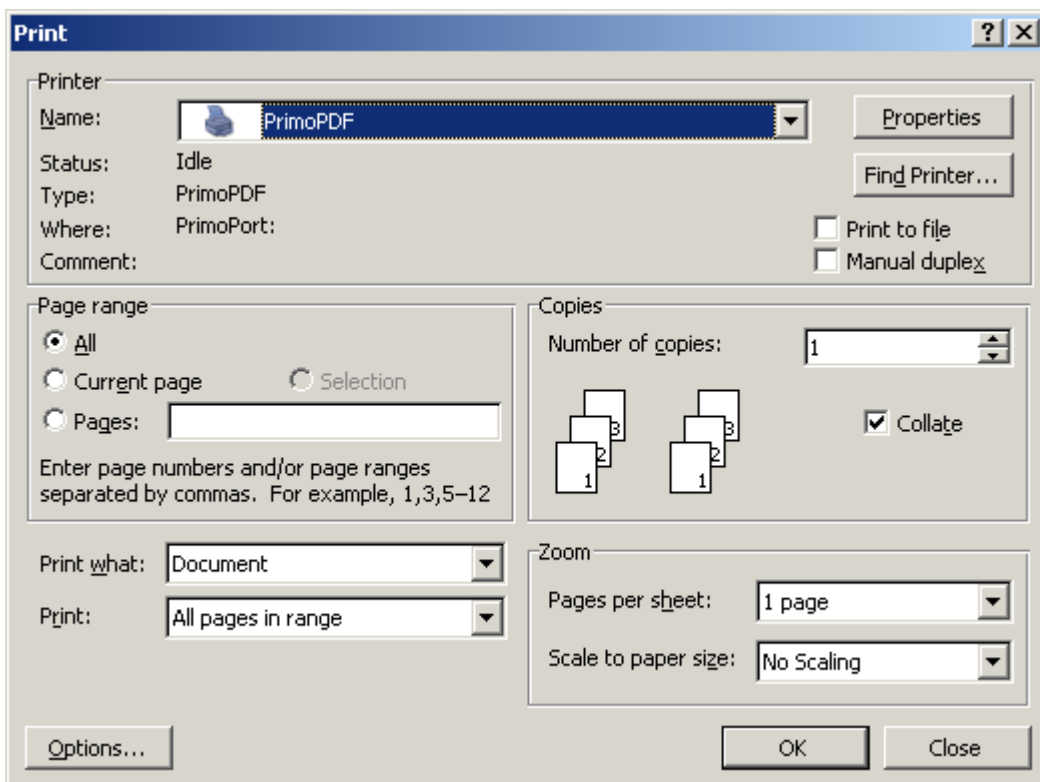 Print
Printer
Name: PrimoPDF Properties
Status: Idle
Find Printer...
Type: PrimoPDF
Where: PrimoPort: Print to file
Comment: Manual duplex
Page range
All
Current page Selection
Pages:
Enter page numbers and/or page ranges
separated by commas. For example, 1,3,5–12
Copies
Number of copies: 1
3 3
2 2
1 1
Collate
Print what: Document
Print: All pages in range
Zoom
Pages per sheet: 1 page
Scale to paper size: No Scaling
Options... OK Close